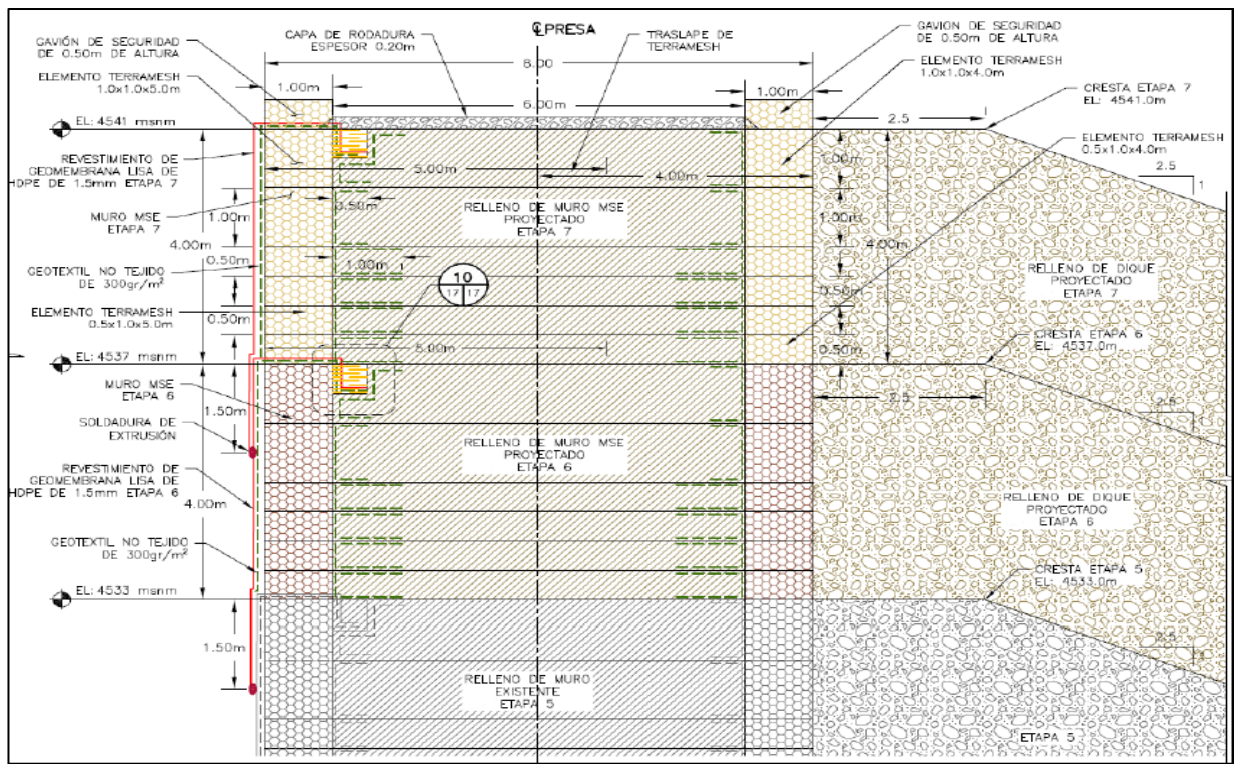 GAVIÓN DE SEGURIDAD
DE 0.50m DE ALTURA
CAPA DE RODADURA
ESPESOR 0.20m
℄ PRESA
TRASLAPE DE
TERRAMESH
GAVION DE SEGURIDAD
DE 0.50m DE ALTURA
ELEMENTO TERRAMESH
1.0x1.0x5.0m
8.00
ELEMENTO TERRAMESH
1.0x1.0x4.0m
1.00m
6.00m
1.00m
CRESTA ETAPA 7
EL: 4541.0m
EL: 4541 msnm
2.5
ELEMENTO TERRAMESH
0.5x1.0x4.0m
REVESTIMIENTO DE
GEOMEMBRANA LISA DE
HDPE DE 1.5mm ETAPA 7
5.00m
4.00m
1.00m
2.5
1
MURO MSE
ETAPA 7
1.00m
0.50m
RELLENO DE MURO MSE
PROYECTADO
ETAPA 7
1.00m
4.00m
4.00m
GEOTEXTIL NO TEJIDO
DE 300gr/m²
0.50m
1.00m
10
17 17
RELLENO DE DIQUE
PROYECTADO
ETAPA 7
0.50m
ELEMENTO TERRAMESH
0.5x1.0x5.0m
0.50m
5.00m
0.50m
CRESTA ETAPA 6
EL: 4537.0m
EL: 4537 msnm
MURO MSE
ETAPA 6
1.50m
2.5
2.5
SOLDADURA DE
EXTRUSIÓN
RELLENO DE MURO MSE
PROYECTADO
ETAPA 6
REVESTIMIENTO DE
GEOMEMBRANA LISA DE
HDPE DE 1.5mm ETAPA 6
4.00m
RELLENO DE DIQUE
PROYECTADO
ETAPA 6
GEOTEXTIL NO TEJIDO
DE 300gr/m²
CRESTA ETAPA 5
EL: 4533.0m
EL: 4533 msnm
1.50m
2.5
RELLENO DE MURO
EXISTENTE
ETAPA 5
ETAPA 5